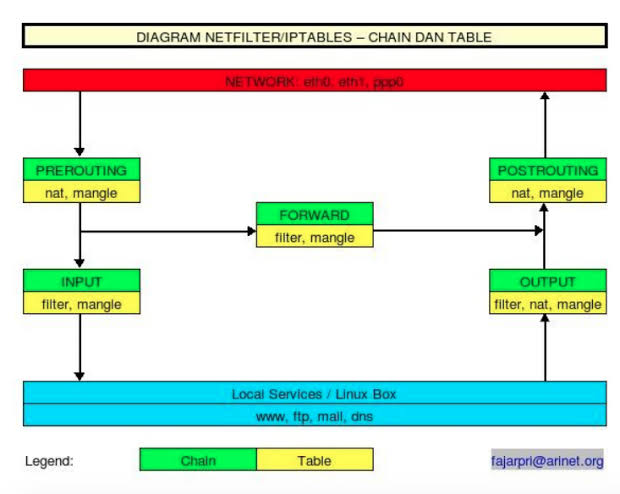 DIAGRAM NETFILTER/IPTABLES – CHAIN DAN TABLE
NETWORK: eth0, eth1, ppp0
PREROUTING
nat, mangle
POSTROUTING
nat, mangle
FORWARD
filter, mangle
INPUT
filter, mangle
OUTPUT
filter, nat, mangle
Local Services / Linux Box
www, ftp, mail, dns
Legend:
Chain
Table
fajarpri@arinet.org